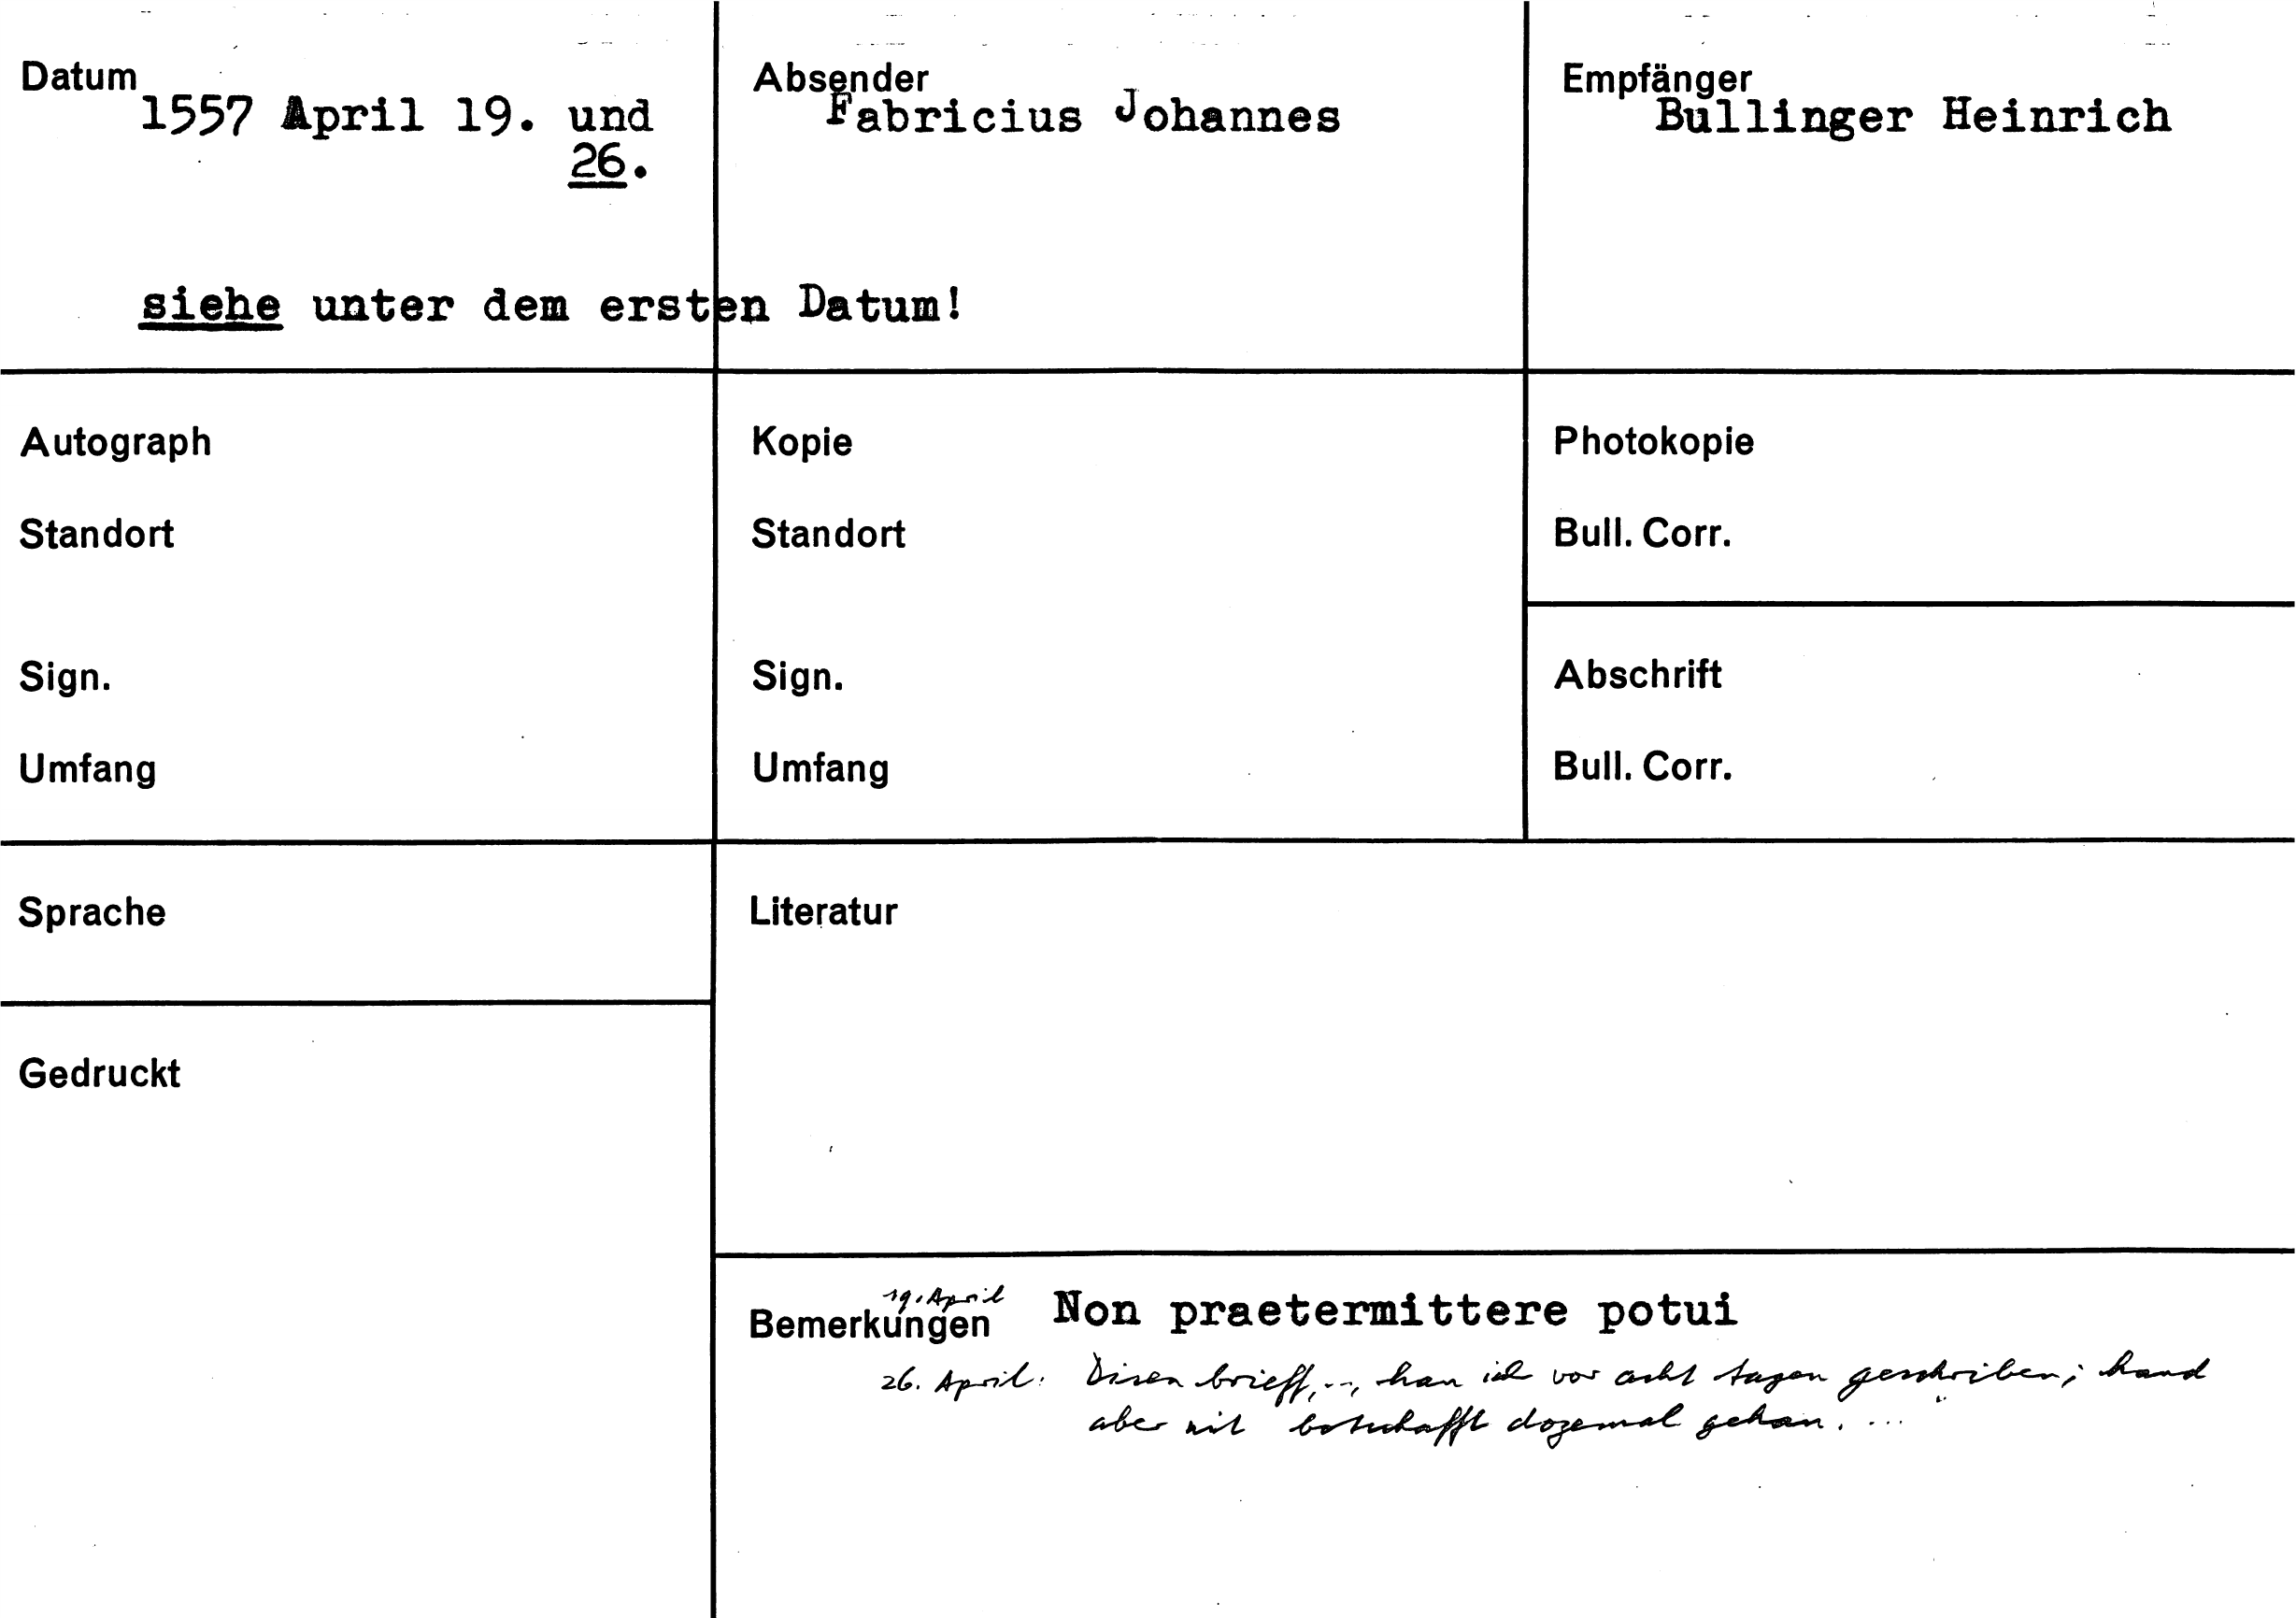 Datum
1557 April 19. und
26.
siehe unter dem ersten Datum!
Absender
Fabricius Johannes
Empfänger
Bullinger Heinrich
Autograph
Standort
Sign.
Umfang
Kopie
Standort
Sign.
Umfang
Photokopie
Bull. Corr.
Abschrift
Bull. Corr.
Sprache
Gedruckt
Literatur
Bemerkungen
19. April Non praetermittere potui
26. April: Disen brieff, .., han ich vor acht tagen geschriben; hand
aber nit botschafft dozemal gehan. ...